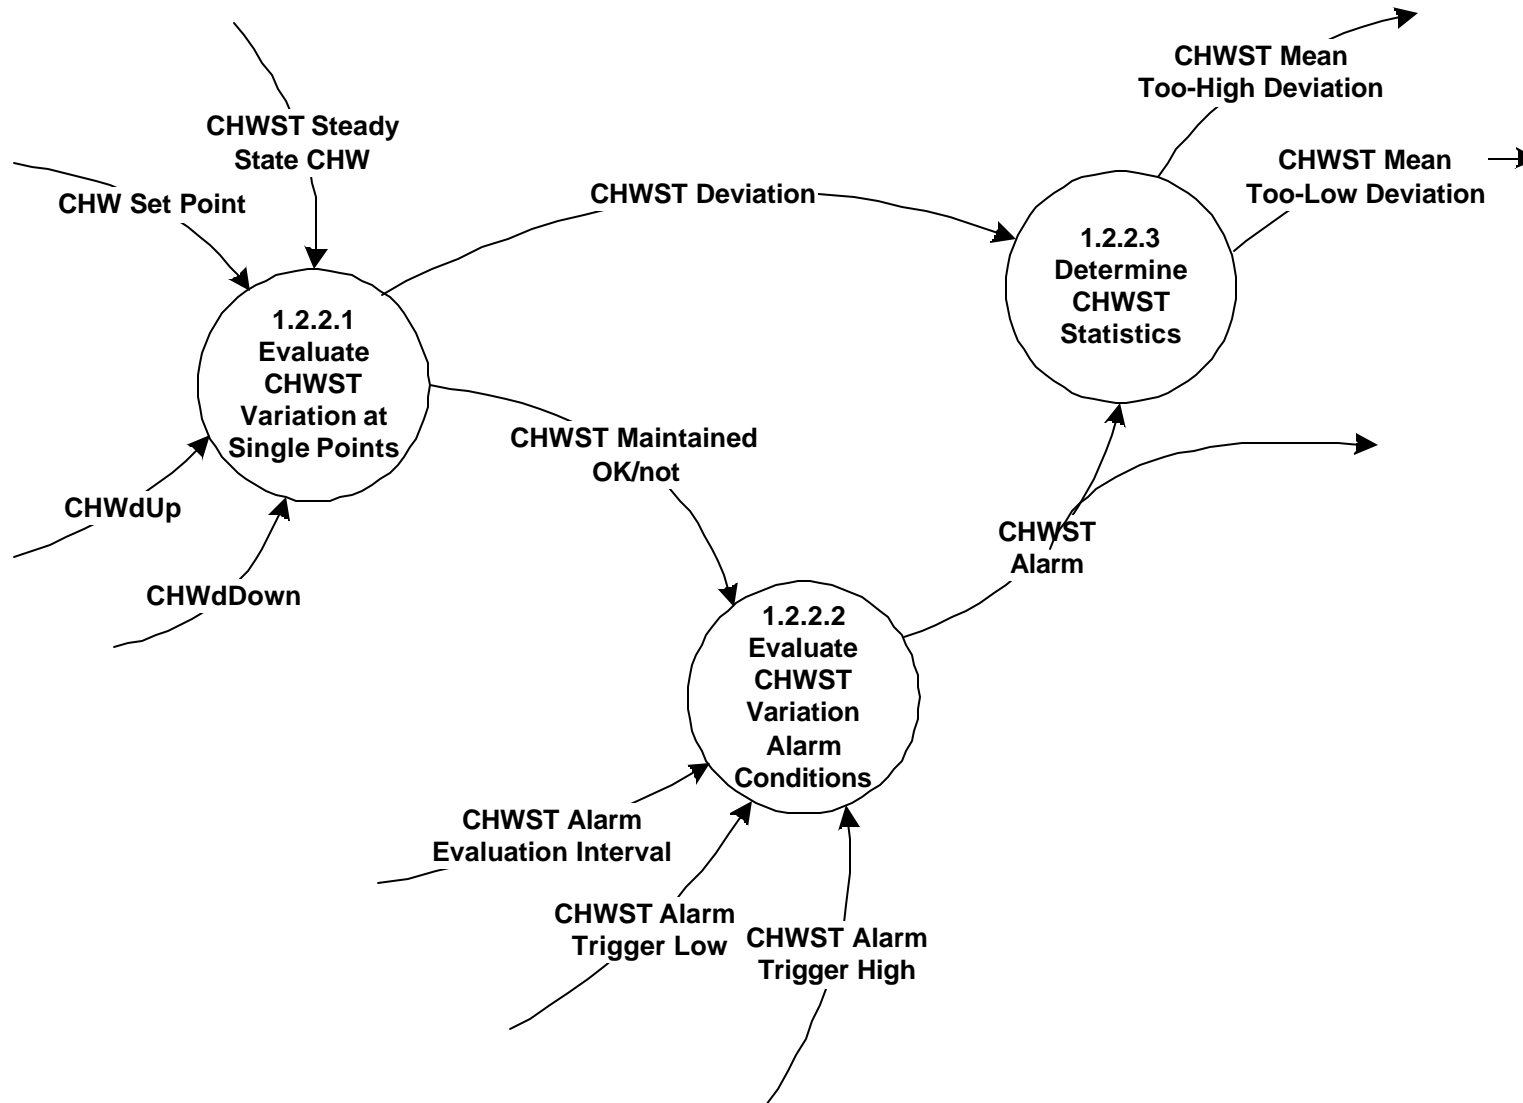 CHWST Mean
Too-High Deviation
CHWST Steady
State CHW
CHWST Mean
Too-Low Deviation
CHW Set Point
CHWST Deviation
1.2.2.3
Determine
CHWST
Statistics
1.2.2.1
Evaluate
CHWST
Variation at
Single Points
CHWST Maintained
OK/not
CHWdUp
CHWST
Alarm
CHWdDown
1.2.2.2
Evaluate
CHWST
Variation
Alarm
Conditions
CHWST Alarm
Evaluation Interval
CHWST Alarm
Trigger Low
CHWST Alarm
Trigger High